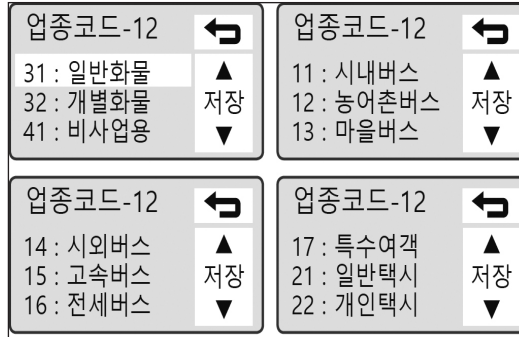 업종코드-12
31 : 일반화물
32 : 개별화물
41 : 비사업용
저장
업종코드-12
11 : 시내버스
12 : 농어촌버스
13 : 마을버스
저장
업종코드-12
14 : 시외버스
15 : 고속버스
16 : 전세버스
저장
업종코드-12
17 : 특수여객
21 : 일반택시
22 : 개인택시
저장